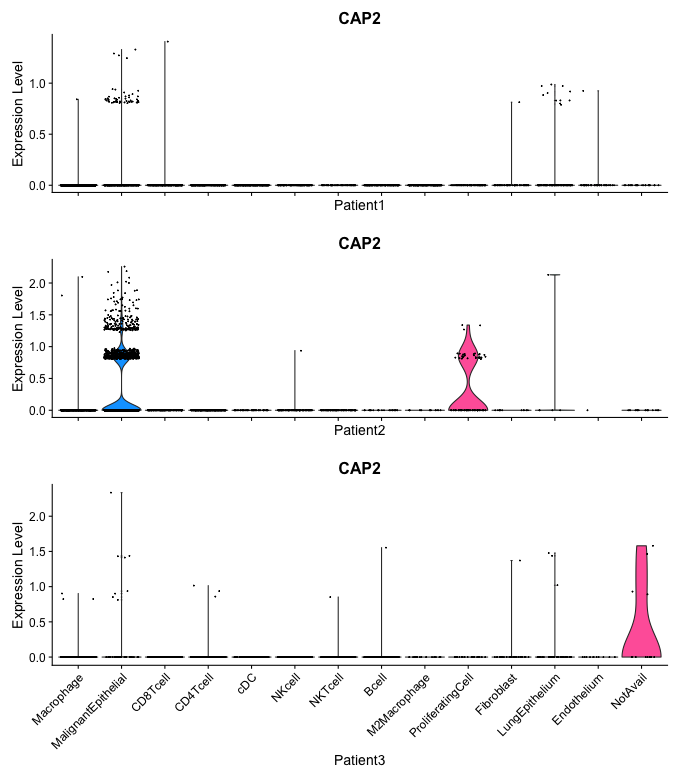 CAP2
Expression Level
1.0
0.5
0.0
Patient1
CAP2
Expression Level
2.0
1.5
1.0
0.5
0.0
Patient2
CAP2
Expression Level
2.0
1.5
1.0
0.5
0.0
Macrophage
MalignantEpithelial
CD8Tcell
CD4Tcell
cDC
NKcell
NKTcell
Bcell
M2Macrophage
ProliferatingCell
Fibroblast
LungEpithelium
Endothelium
NotAvail
Patient3